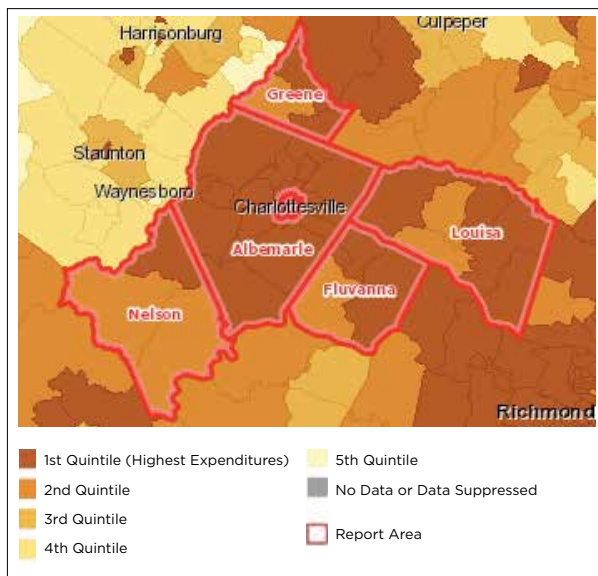 Harrisonburg
Culpeper
Greene
Staunton
Waynesboro
Charlottesville
Albemarle
Louisa
Fluvanna
Nelson
Richmond
1st Quintile (Highest Expenditures)
2nd Quintile
3rd Quintile
4th Quintile
5th Quintile
No Data or Data Suppressed
Report Area